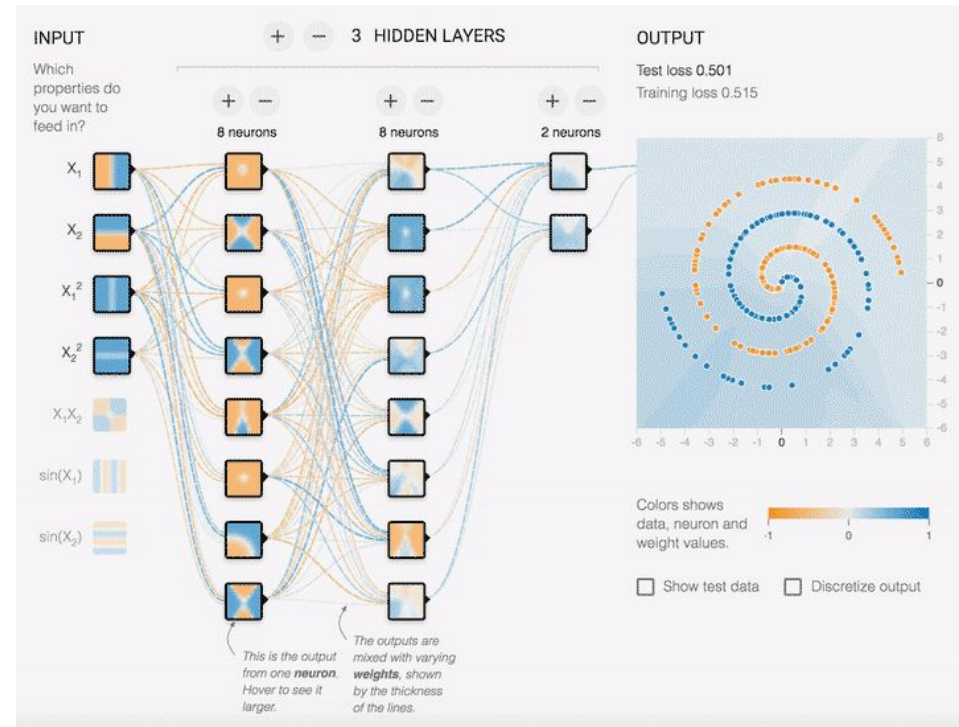 INPUT
Which
properties do
you want to
feed in?
X₁
X₂
X₁²
X₂²
X₁X₂
sin(X₁)
sin(X₂)
+ − 3 HIDDEN LAYERS
+ −
8 neurons
+ −
8 neurons
+ −
2 neurons
This is the output
from one neuron.
Hover to see it
larger.
The outputs are
mixed with varying
weights, shown
by the thickness
of the lines.
OUTPUT
Test loss 0.501
Training loss 0.515
6
5
4
3
2
1
0
-1
-2
-3
-4
-5
-6
-6 -5 -4 -3 -2 -1 0 1 2 3 4 5 6
Colors shows
data, neuron and
weight values.
-1 0 1
Show test data Discretize output